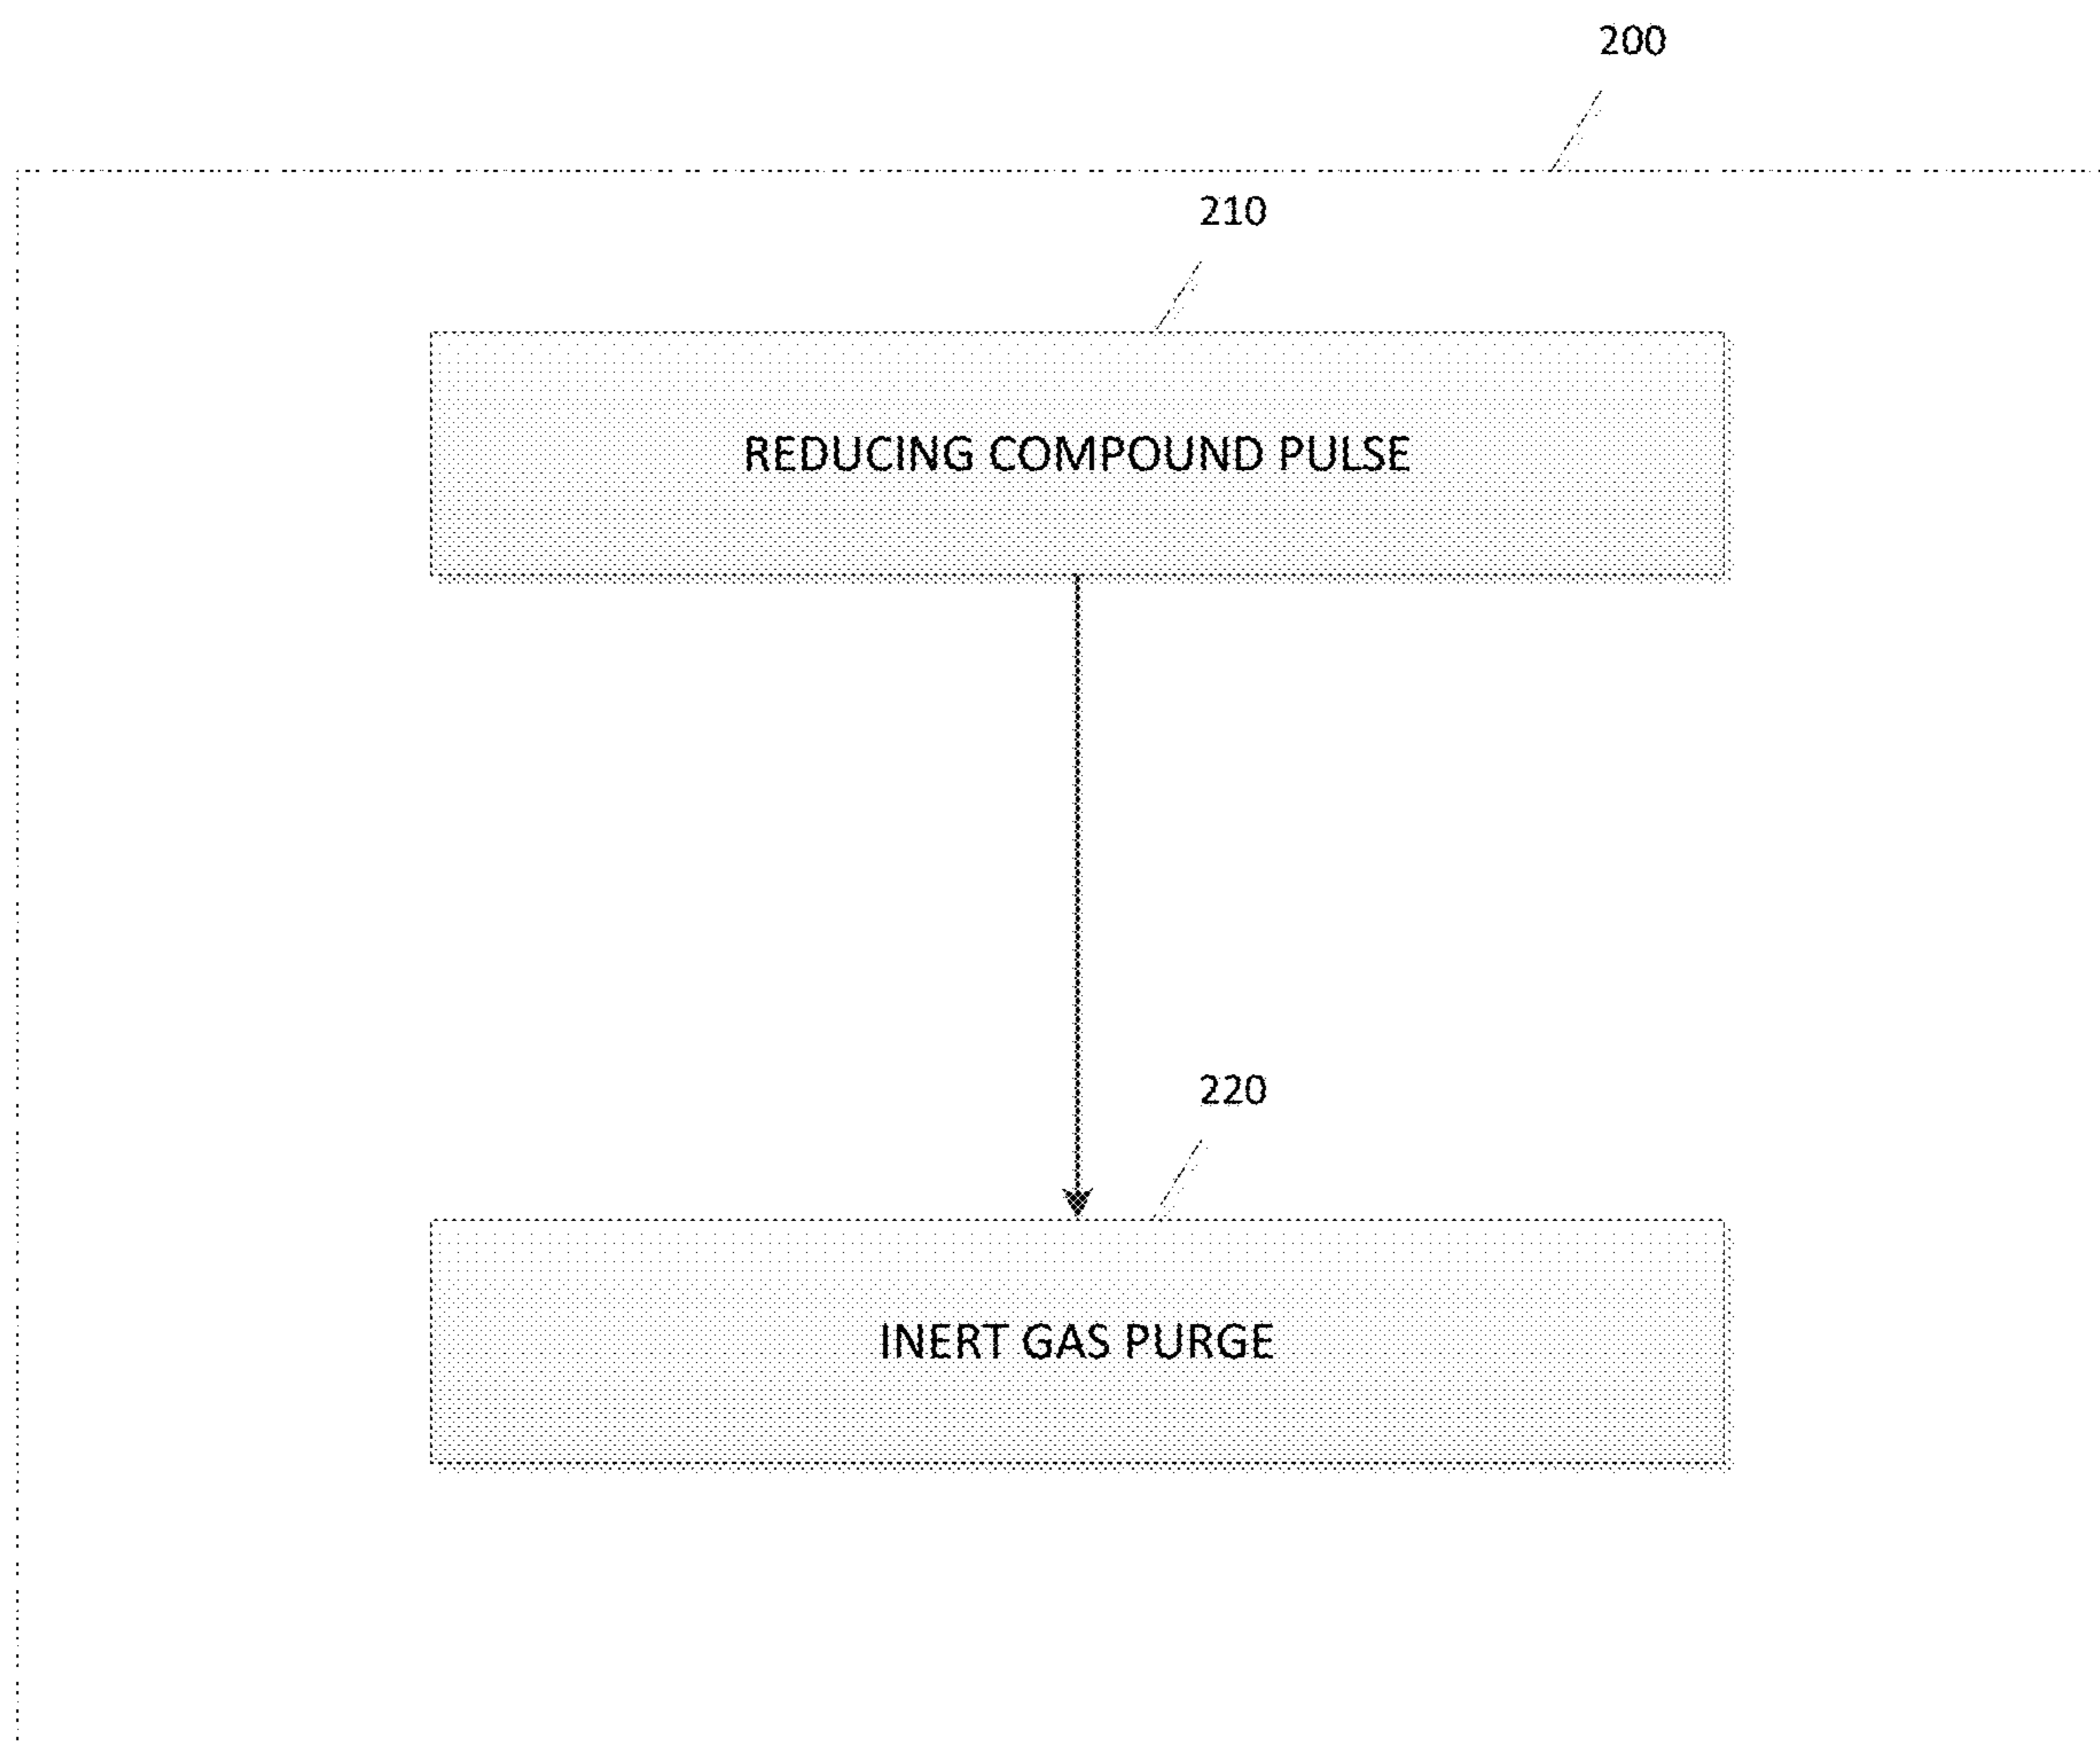 200
210
REDUCING COMPOUND PULSE
220
INERT GAS PURGE